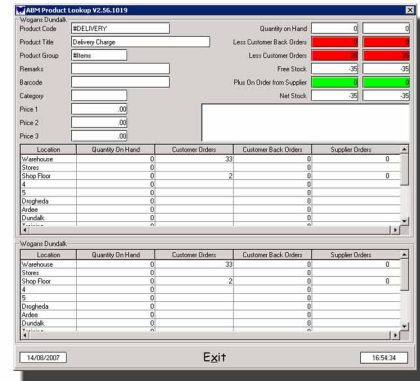 ABM Product Lookup V2.56.1019
Wogans Dundalk
Product Code #DELIVERY Quantity on Hand 0 0
Product Title Delivery Charge Less Customer Back Orders 0 0
Product Group #Items Less Customer Orders
Remarks Free Stock -35 -35
Barcode Plus On Order from Supplier 0 0
Category Net Stock -35 -35
Price 1 .00
Price 2 .00
Price 3 .00
Location Quantity On Hand Customer Orders Customer Back Orders Supplier Orders
Warehouse 0 33 0 0
Stores 0 0
Shop Floor 0 2 0 0
4 0 0
5 0 0
Drogheda 0 0
Ardee 0 0
Dundalk 0 0
Wogans Dundalk
Location Quantity On Hand Customer Orders Customer Back Orders Supplier Orders
Warehouse 0 33 0 0
Stores 0 0
Shop Floor 0 2 0 0
4 0 0
5 0 0
Drogheda 0 0
Ardee 0 0
Dundalk 0 0
14/08/2007 Exit 16:54:34